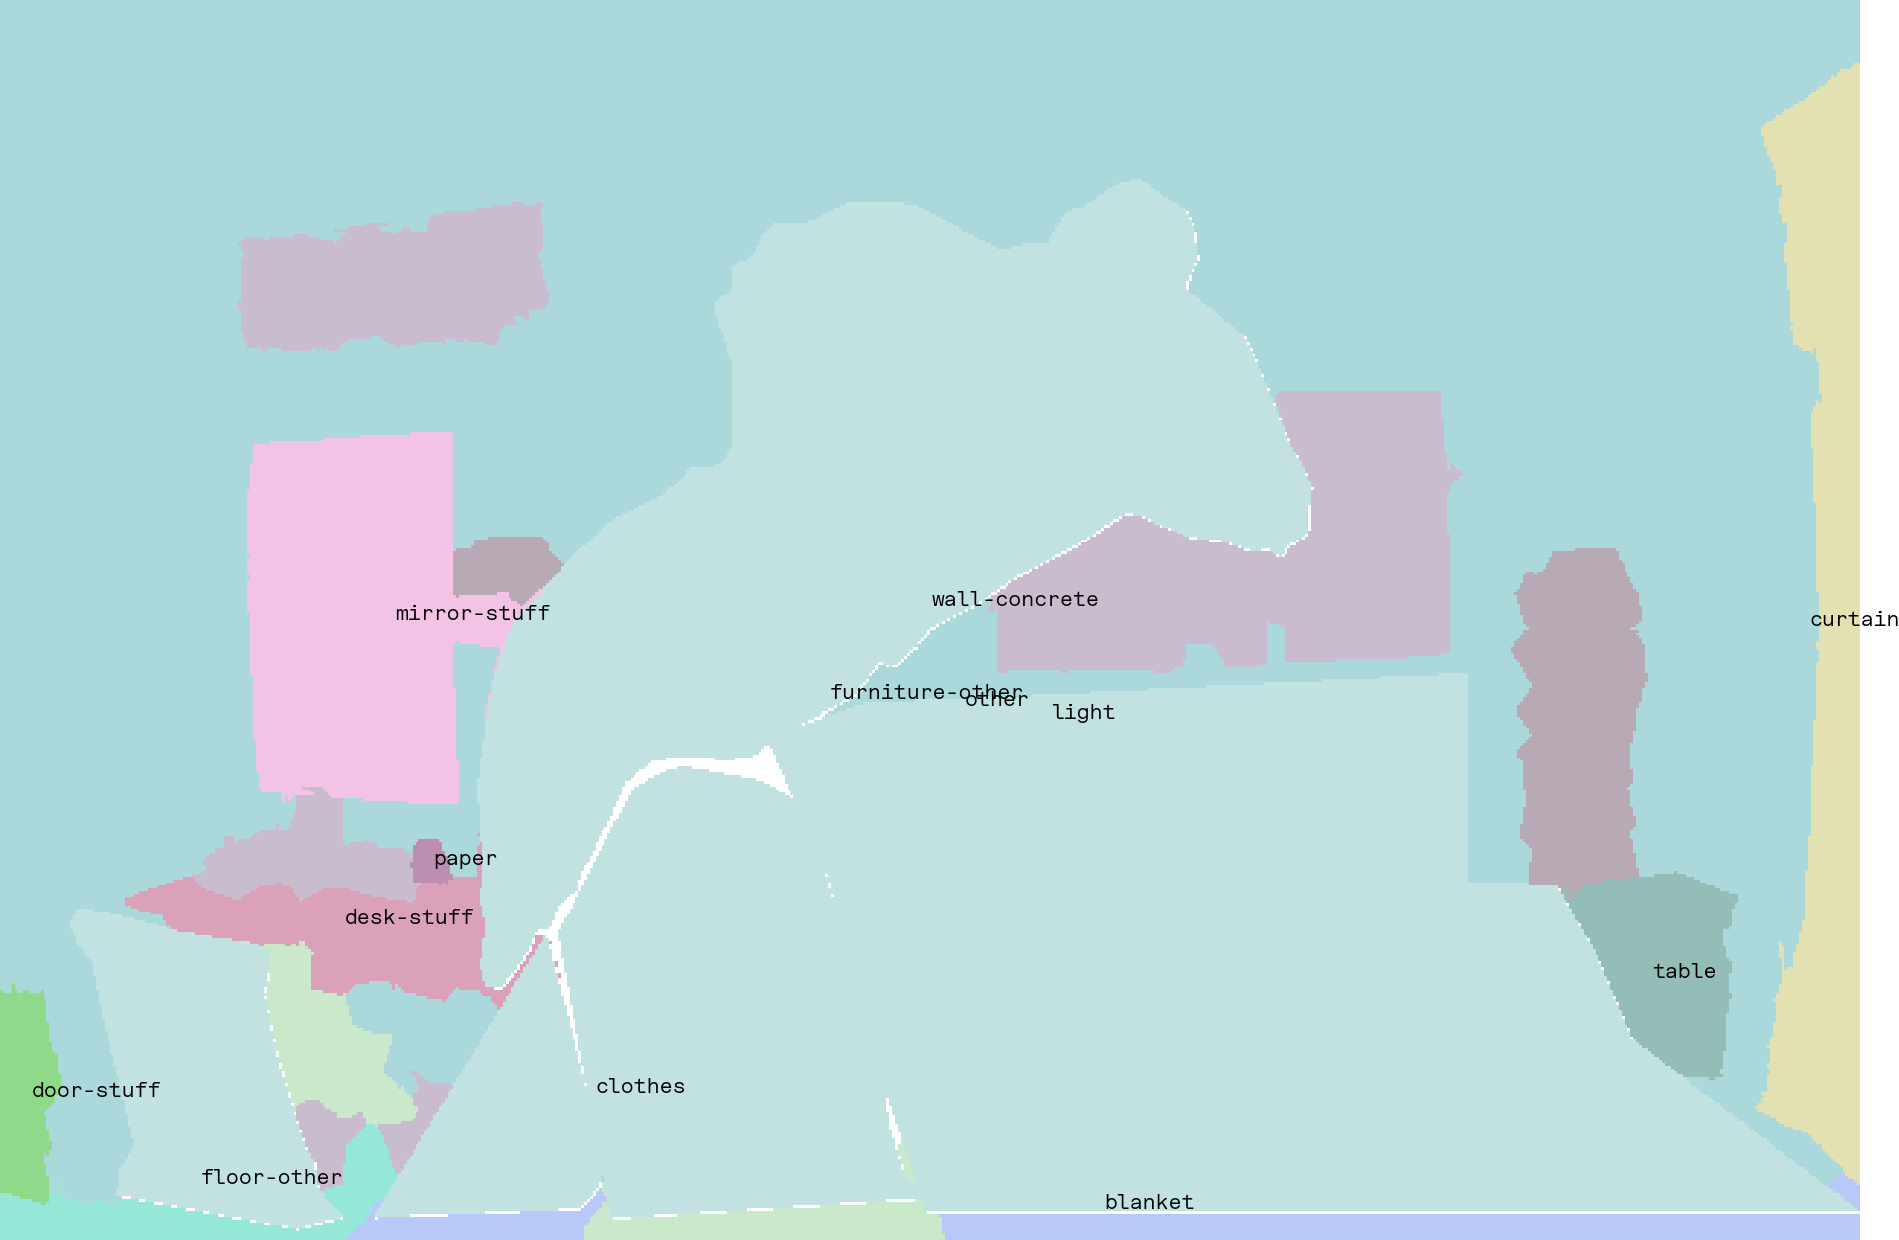 wall-concrete
mirror-stuff
curtain
furniture-other
other
light
paper
desk-stuff
table
door-stuff
clothes
floor-other
blanket